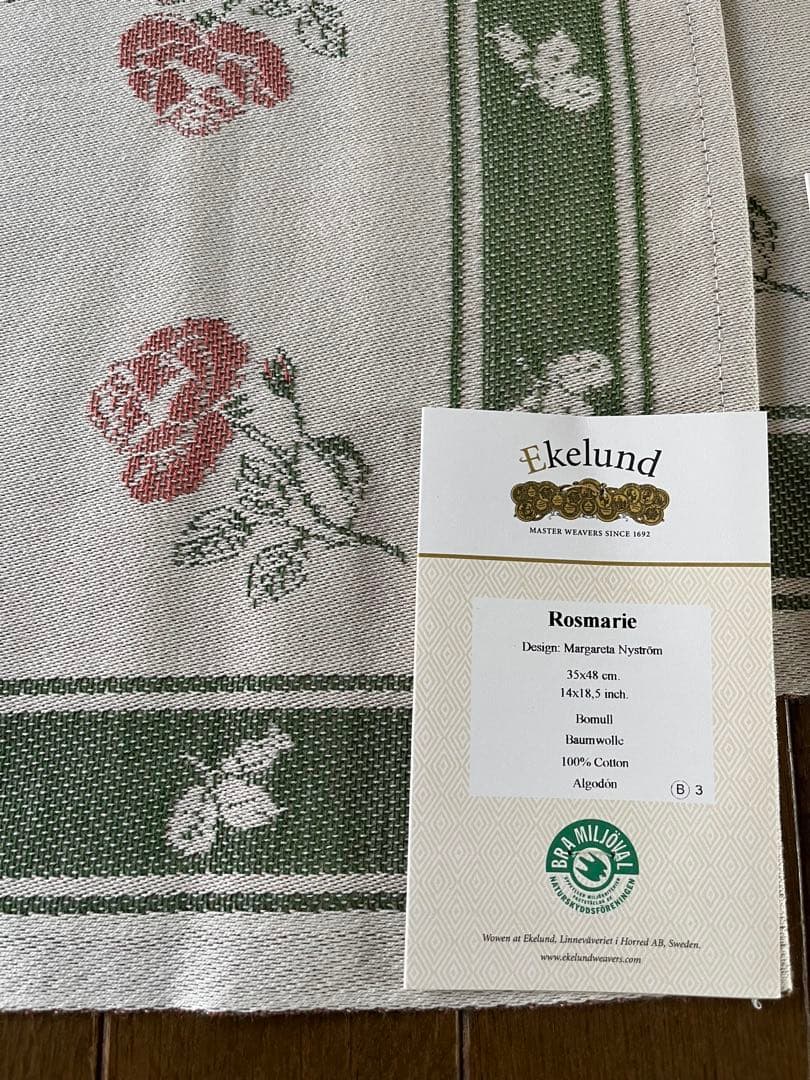 Ekelund
MASTER WEAVERS SINCE 1692
Rosmarie
Design: Margareta Nyström
35x48 cm.
14x18,5 inch.
Bomull
Baumwolle
100% Cotton
Algodón
B 3
BRA MILJÖVAL
NATURSKYDDSFÖRENINGEN
Wowen at Ekelund, Linneväveriet i Horred AB, Sweden.
www.ekelundweavers.com